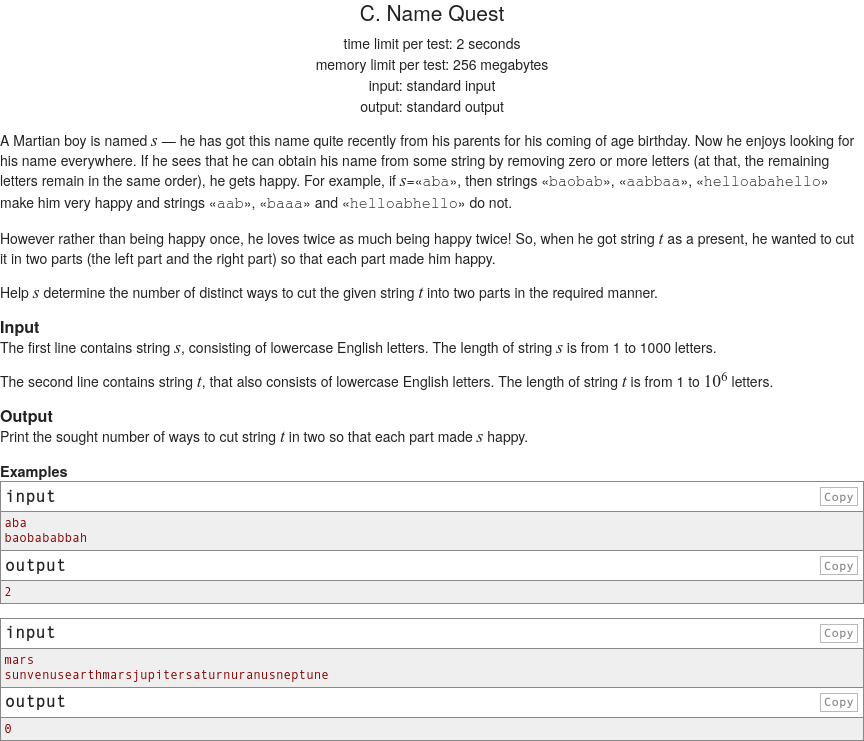 C. Name Quest
time limit per test: 2 seconds
memory limit per test: 256 megabytes
input: standard input
output: standard output
A Martian boy is named s — he has got this name quite recently from his parents for his coming of age birthday. Now he enjoys looking for
his name everywhere. If he sees that he can obtain his name from some string by removing zero or more letters (at that, the remaining
letters remain in the same order), he gets happy. For example, if s=«aba», then strings «baobab», «aabbaa», «helloabahello»
make him very happy and strings «aab», «baaa» and «helloabhello» do not.
However rather than being happy once, he loves twice as much being happy twice! So, when he got string t as a present, he wanted to cut
it in two parts (the left part and the right part) so that each part made him happy.
Help s determine the number of distinct ways to cut the given string t into two parts in the required manner.
Input
The first line contains string s, consisting of lowercase English letters. The length of string s is from 1 to 1000 letters.
The second line contains string t, that also consists of lowercase English letters. The length of string t is from 1 to 10⁶ letters.
Output
Print the sought number of ways to cut string t in two so that each part made s happy.
Examples
input Copy
aba
baobababbah
output Copy
2
input Copy
mars
sunvenusearthmarsjupitersaturnuranusneptune
output Copy
0